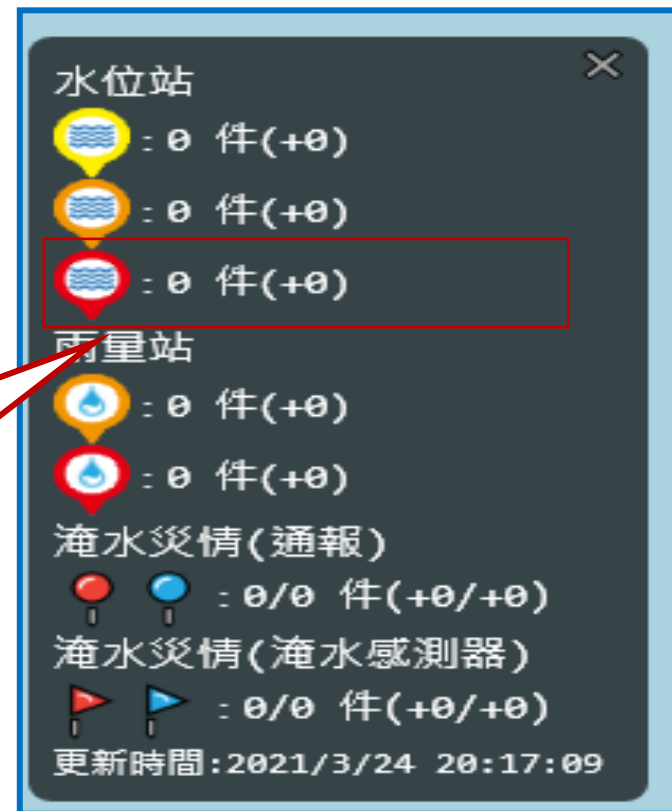 水位站
: 0 件(+0)
: 0 件(+0)
: 0 件(+0)
雨量站
: 0 件(+0)
: 0 件(+0)
淹水災情(通報)
: 0/0 件(+0/+0)
淹水災情(淹水感測器)
: 0/0 件(+0/+0)
更新時間:2021/3/24 20:17:09